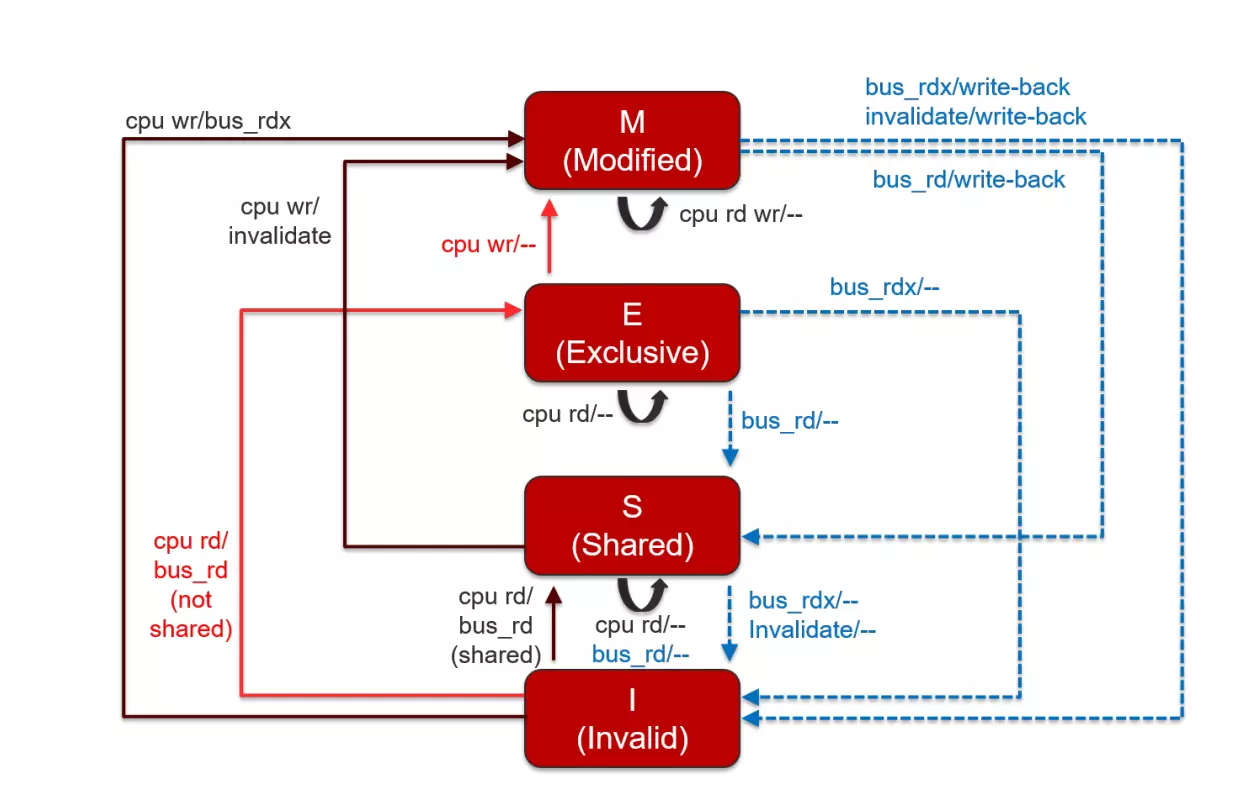 bus_rdx/write-back
invalidate/write-back
cpu wr/bus_rdx
M
(Modified)
bus_rd/write-back
cpu wr/
invalidate
cpu rd wr/--
cpu wr/--
bus_rdx/--
E
(Exclusive)
cpu rd/--
bus_rd/--
S
(Shared)
cpu rd/
bus_rd
(not
shared)
cpu rd/
bus_rd
(shared)
cpu rd/--
bus_rd/--
bus_rdx/--
Invalidate/--
I
(Invalid)